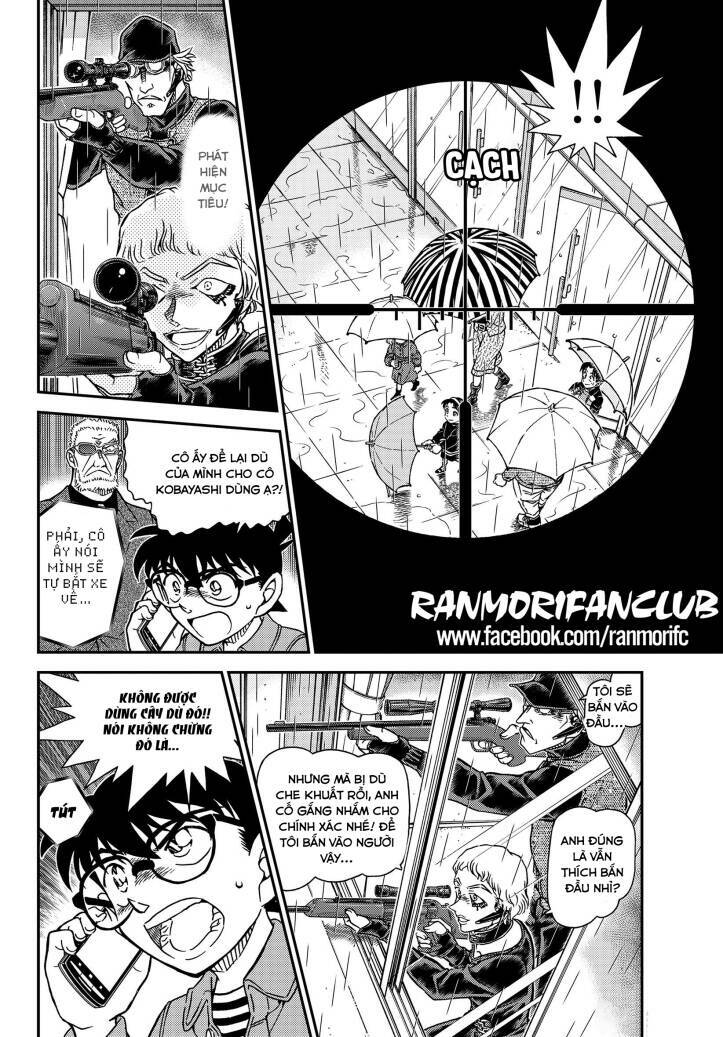 !!
CẠCH
PHÁT
HIỆN
MỤC
TIÊU!
CÔ ẤY ĐỂ LẠI DÙ
CỦA MÌNH CHO CÔ
KOBAYASHI DÙNG Ạ?!
PHẢI, CÔ
ẤY NÓI
MÌNH SẼ
TỰ BẮT XE
VỀ...
RANMORIFANCLUB
www.facebook.com/ranmorifc
TÔI SẼ
BẮN VÀO
ĐẦU...
ANH ĐÚNG
LÀ VẪN
THÍCH BẮN
ĐẦU NHỈ?
NHƯNG MÀ BỊ DÙ
CHE KHUẤT RỒI, ANH
CỐ GẮNG NHẮM CHO
CHÍNH XÁC NHÉ! ĐỂ
TÔI BẮN VÀO NGƯỜI
VẬY...
KHÔNG ĐƯỢC
DÙNG CÂY DÙ ĐÓ!!
NÓI KHÔNG CHỪNG
ĐÓ LÀ...
TÚT